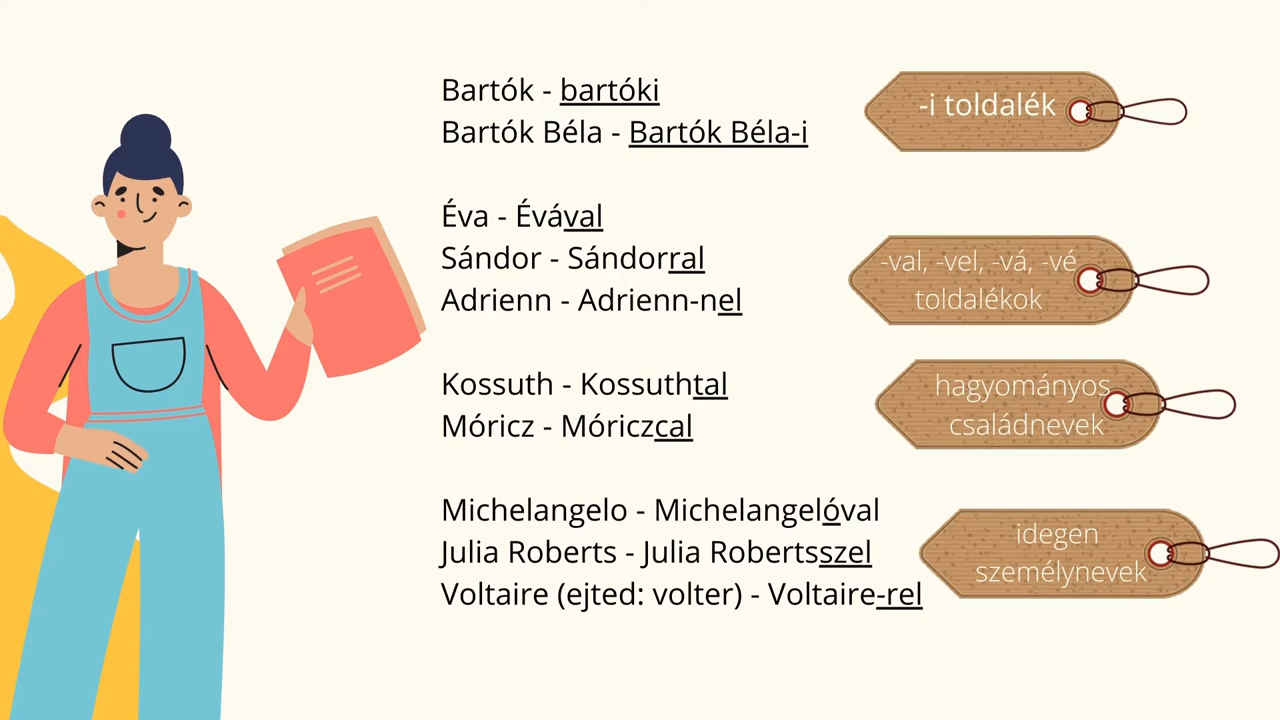 Bartók - bartóki
Bartók Béla - Bartók Béla-i
-i toldalék
Éva - Évával
Sándor - Sándorral
Adrienn - Adrienn-nel
-val, -vel, -vá, -vé
toldalékok
Kossuth - Kossuthtal
Móricz - Móriczcal
hagyományos
családnevek
Michelangelo - Michelangelóval
Julia Roberts - Julia Robertsszel
Voltaire (ejted: volter) - Voltaire-rel
idegen
személynevek